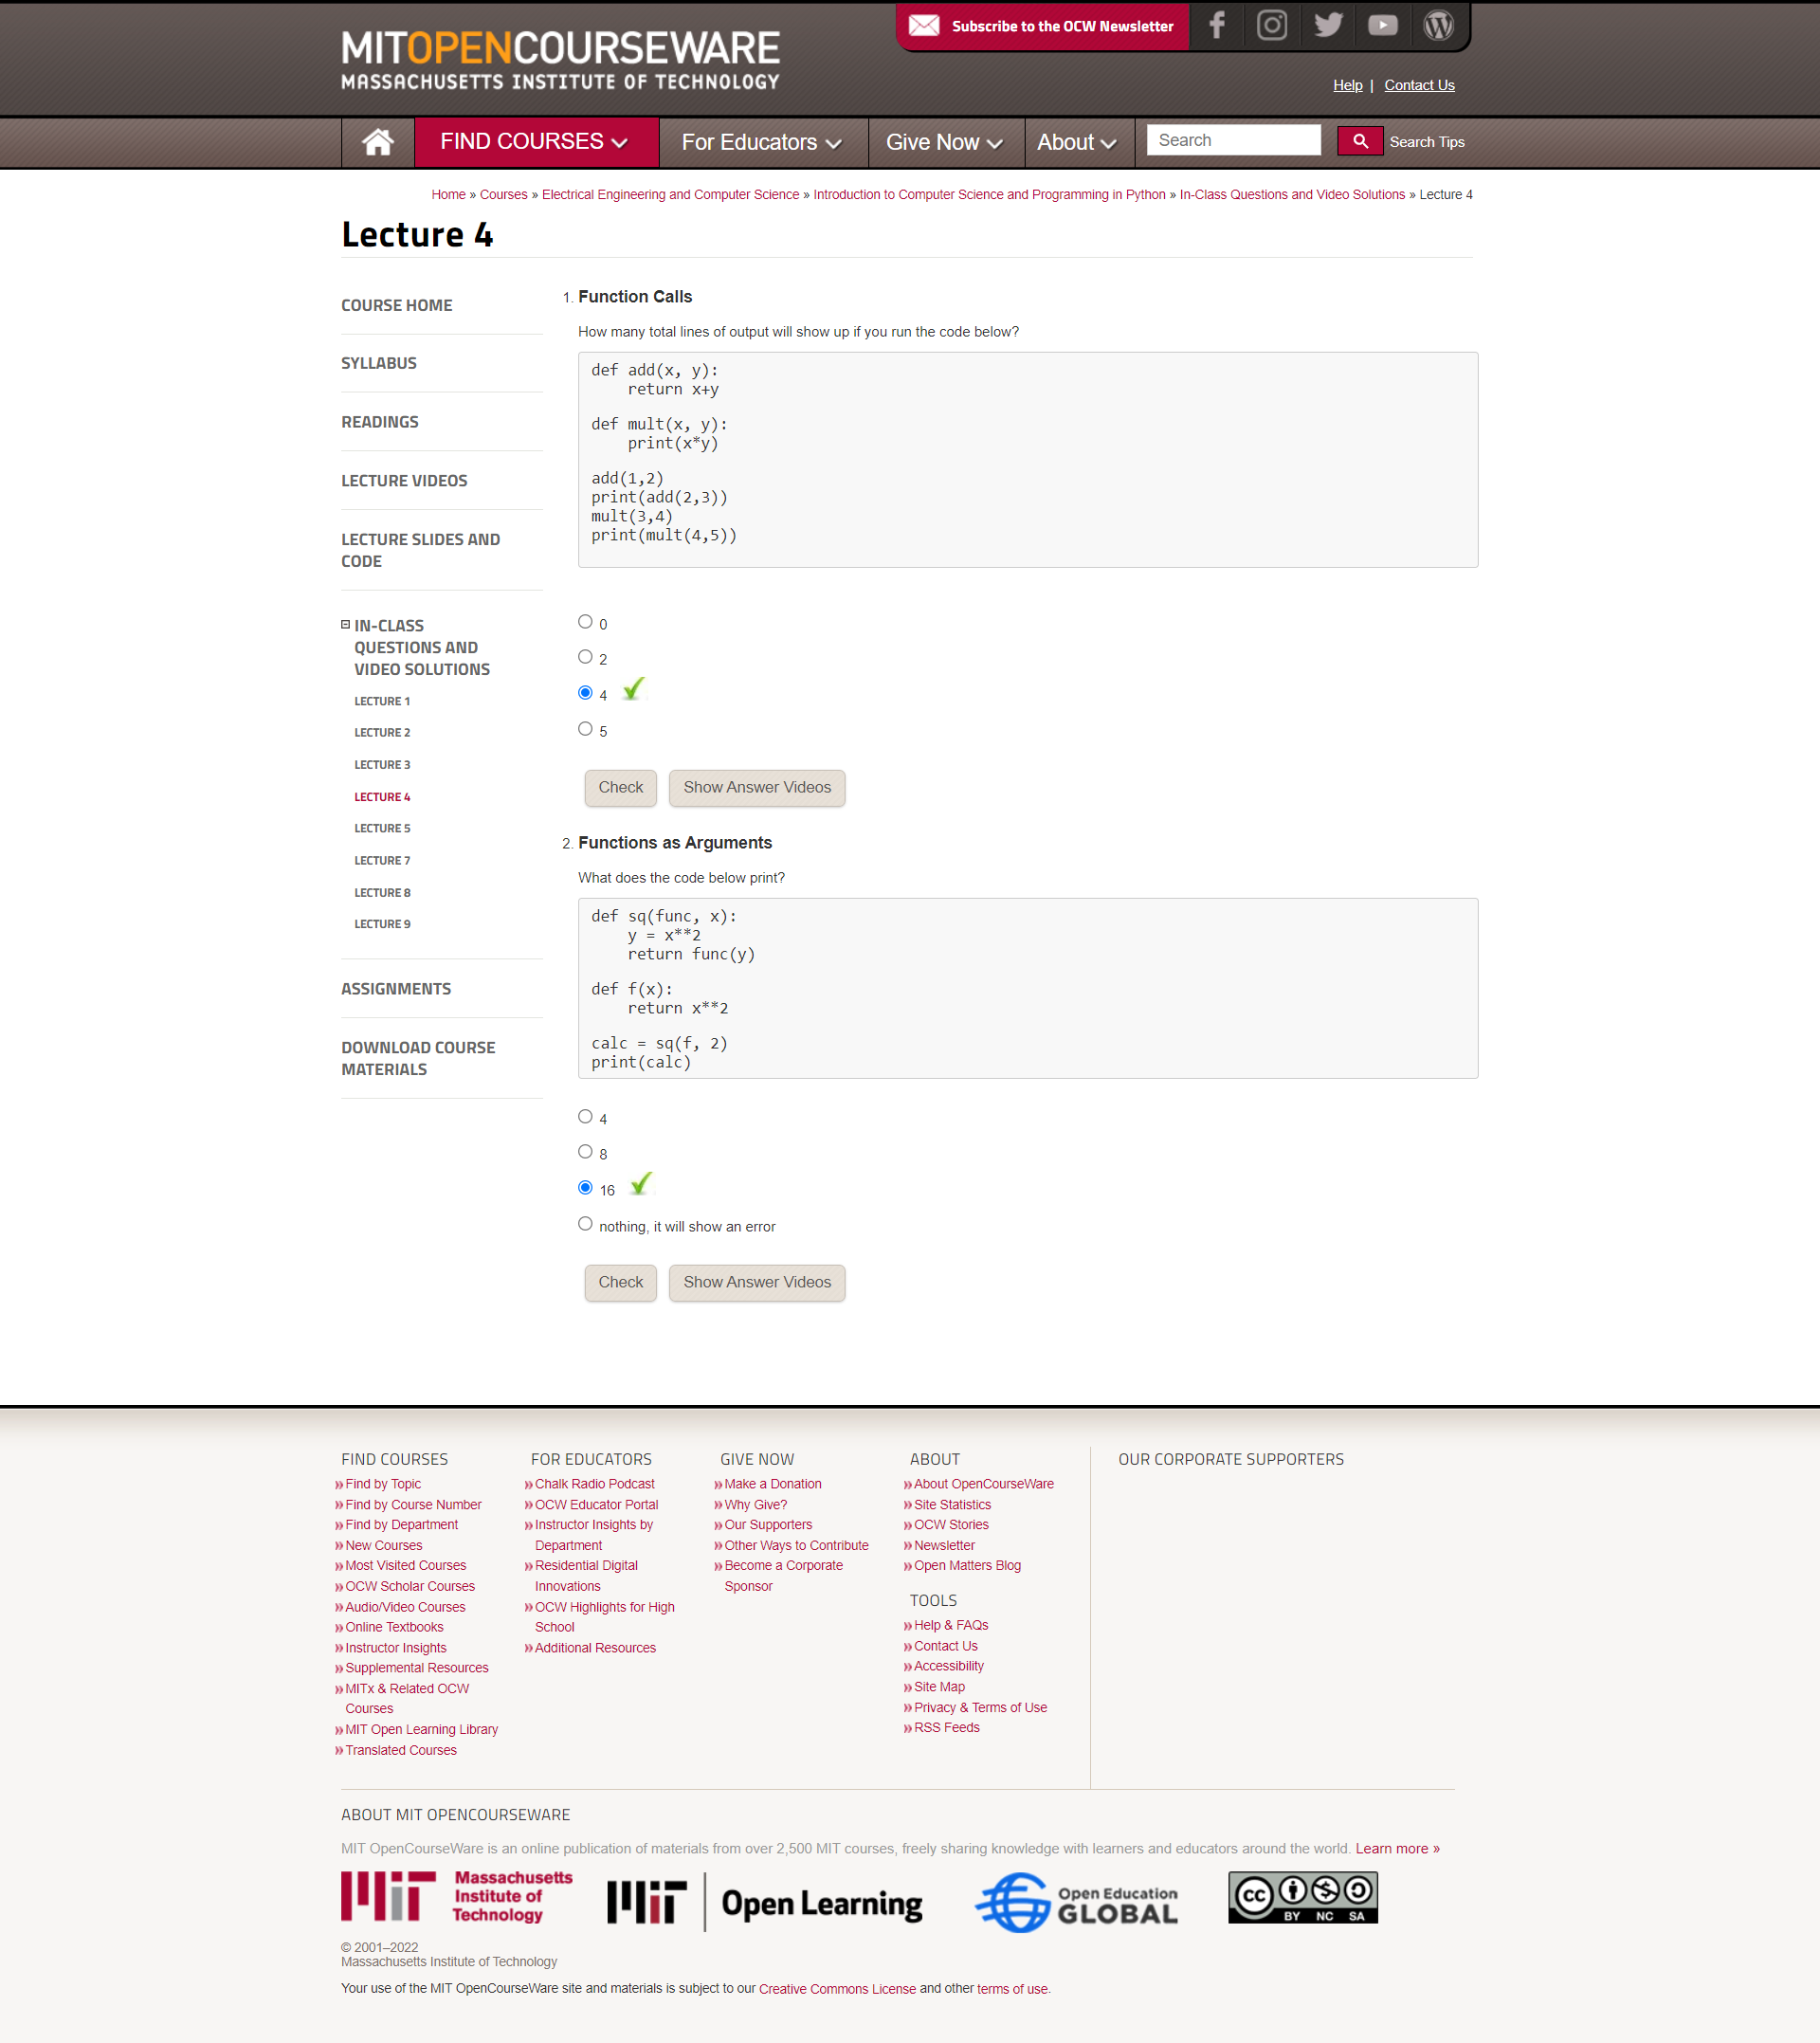 Subscribe to the OCW Newsletter
MITOPENCOURSEWARE
MASSACHUSETTS INSTITUTE OF TECHNOLOGY
Help | Contact Us
FIND COURSES For Educators Give Now About Search Search Tips
Home » Courses » Electrical Engineering and Computer Science » Introduction to Computer Science and Programming in Python » In-Class Questions and Video Solutions » Lecture 4
Lecture 4
COURSE HOME
SYLLABUS
READINGS
LECTURE VIDEOS
LECTURE SLIDES AND
CODE
IN-CLASS
QUESTIONS AND
VIDEO SOLUTIONS
LECTURE 1
LECTURE 2
LECTURE 3
LECTURE 4
LECTURE 5
LECTURE 7
LECTURE 8
LECTURE 9
ASSIGNMENTS
DOWNLOAD COURSE
MATERIALS
1. Function Calls
How many total lines of output will show up if you run the code below?
def add(x, y):
    return x+y
def mult(x, y):
    print(x*y)
add(1,2)
print(add(2,3))
mult(3,4)
print(mult(4,5))
0
2
4
5
Check Show Answer Videos
2. Functions as Arguments
What does the code below print?
def sq(func, x):
    y = x**2
    return func(y)
def f(x):
    return x**2
calc = sq(f, 2)
print(calc)
4
8
16
nothing, it will show an error
Check Show Answer Videos
FIND COURSES
»Find by Topic
»Find by Course Number
»Find by Department
»New Courses
»Most Visited Courses
»OCW Scholar Courses
»Audio/Video Courses
»Online Textbooks
»Instructor Insights
»Supplemental Resources
»MITx & Related OCW
Courses
»MIT Open Learning Library
»Translated Courses
FOR EDUCATORS
»Chalk Radio Podcast
»OCW Educator Portal
»Instructor Insights by
Department
»Residential Digital
Innovations
»OCW Highlights for High
School
»Additional Resources
GIVE NOW
»Make a Donation
»Why Give?
»Our Supporters
»Other Ways to Contribute
»Become a Corporate
Sponsor
ABOUT
»About OpenCourseWare
»Site Statistics
»OCW Stories
»Newsletter
»Open Matters Blog
TOOLS
»Help & FAQs
»Contact Us
»Accessibility
»Site Map
»Privacy & Terms of Use
»RSS Feeds
OUR CORPORATE SUPPORTERS
ABOUT MIT OPENCOURSEWARE
MIT OpenCourseWare is an online publication of materials from over 2,500 MIT courses, freely sharing knowledge with learners and educators around the world. Learn more »
MIT Massachusetts
Institute of
Technology
MIT Open Learning
Open Education
GLOBAL
CC BY NC SA
© 2001–2022
Massachusetts Institute of Technology
Your use of the MIT OpenCourseWare site and materials is subject to our Creative Commons License and other terms of use.